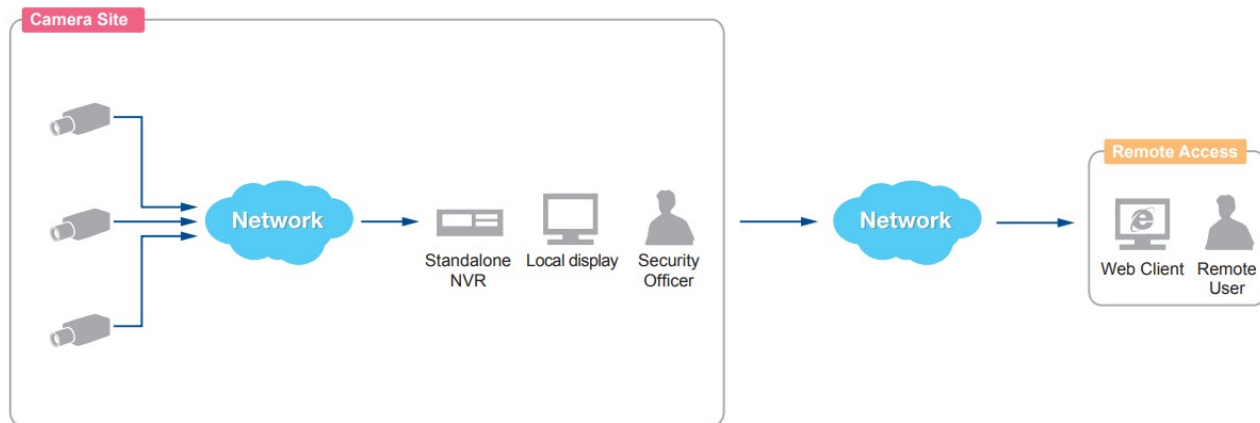 Camera Site
Network
Standalone
NVR
Local display
Security
Officer
Network
Remote Access
Web Client
Remote
User